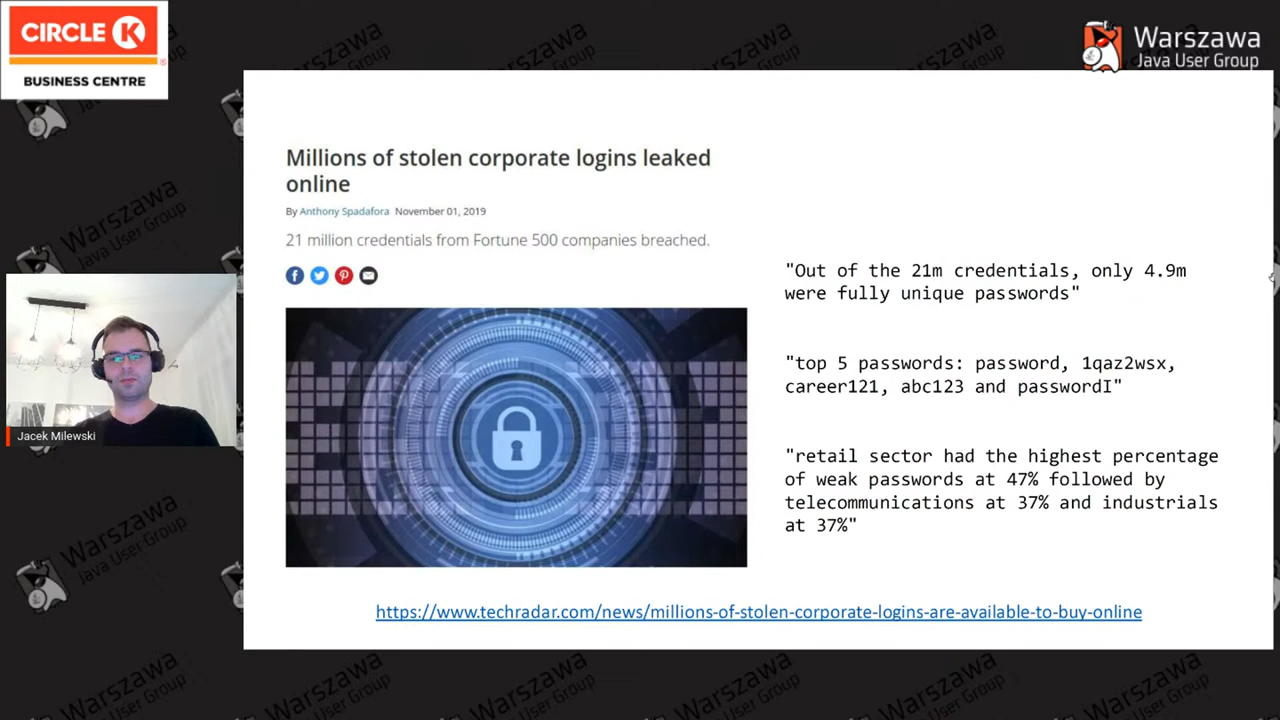 CIRCLE K
BUSINESS CENTRE
Warszawa
Java User Group
Millions of stolen corporate logins leaked
online
By Anthony Spadafora November 01, 2019
21 million credentials from Fortune 500 companies breached.
"Out of the 21m credentials, only 4.9m
were fully unique passwords"
"top 5 passwords: password, 1qaz2wsx,
career121, abc123 and passwordI"
"retail sector had the highest percentage
of weak passwords at 47% followed by
telecommunications at 37% and industrials
at 37%"
https://www.techradar.com/news/millions-of-stolen-corporate-logins-are-available-to-buy-online
Jacek Milewski
Warszawa
Java User Group